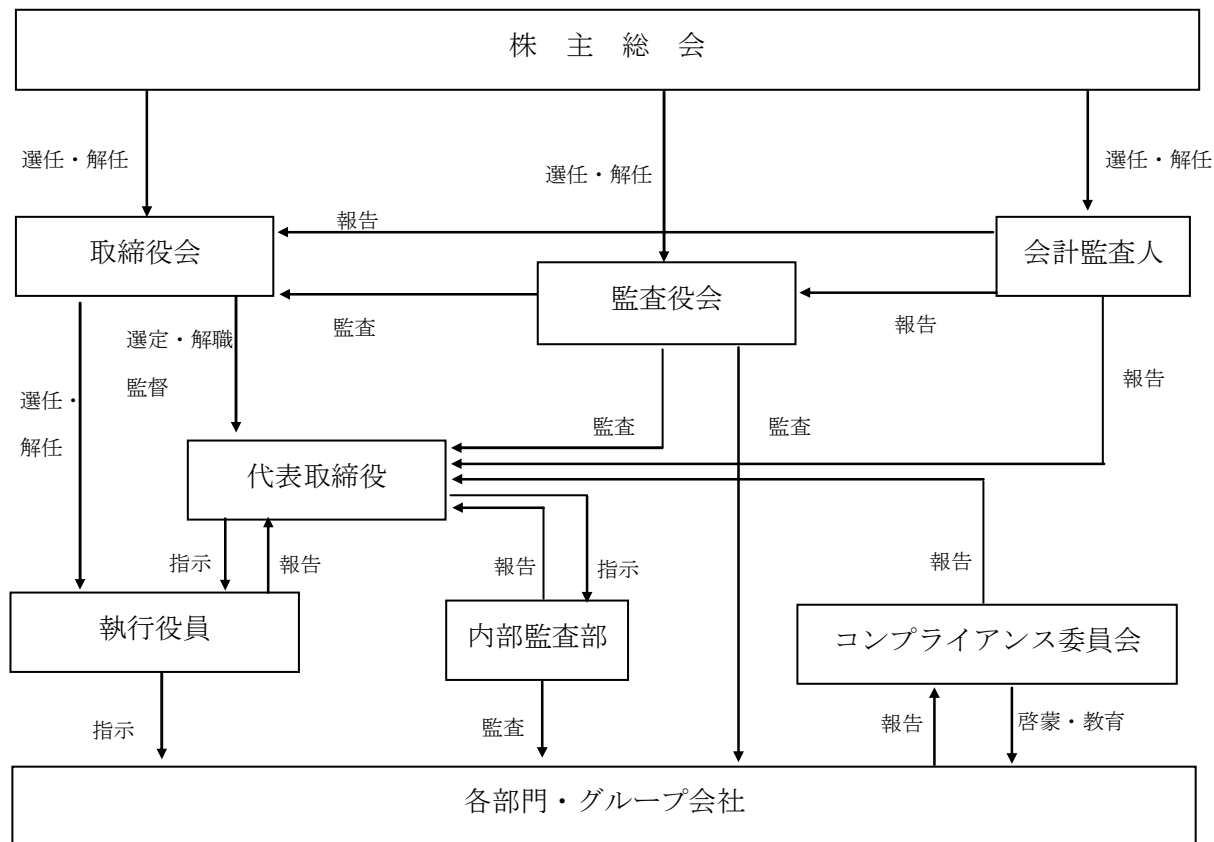 株　主　総　会
選任・解任
選任・解任
選任・解任
報告
取締役会
会計監査人
監査役会
監査
報告
選定・解職
監督
報告
選任・
解任
監査
監査
代表取締役
指示
報告
報告
指示
報告
執行役員
内部監査部
コンプライアンス委員会
指示
監査
報告
啓蒙・教育
各部門・グループ会社